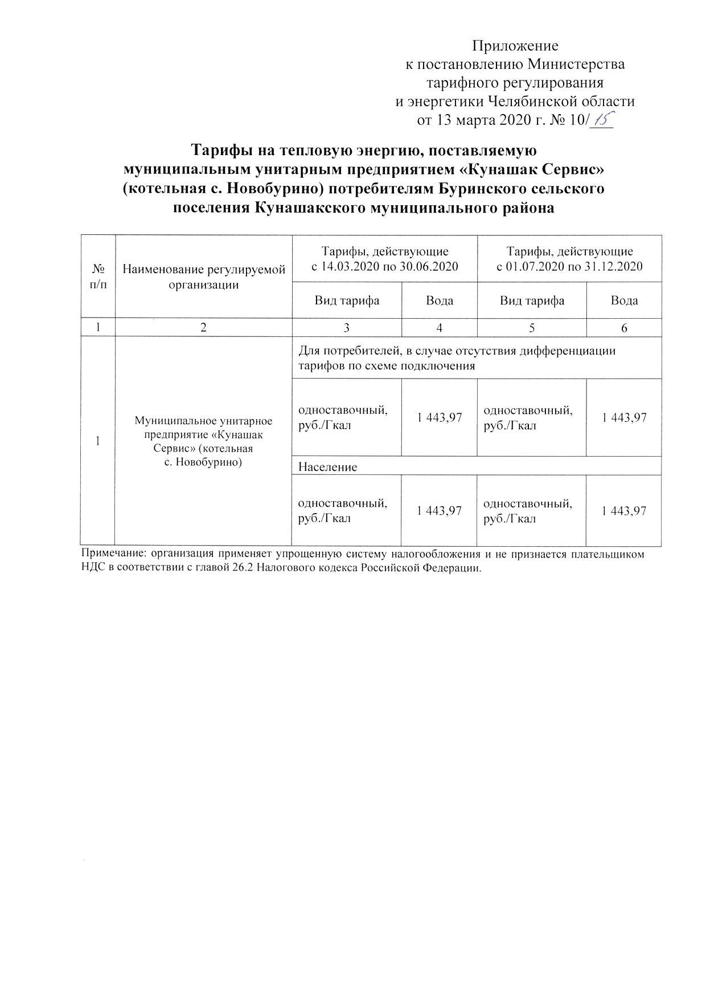 Приложение
к постановлению Министерства
тарифного регулирования
и энергетики Челябинской области
от 13 марта 2020 г. № 10/15
Тарифы на тепловую энергию, поставляемую
муниципальным унитарным предприятием «Кунашак Сервис»
(котельная с. Новобурино) потребителям Буринского сельского
поселения Кунашакского муниципального района
№
п/п
Наименование регулируемой
организации
Тарифы, действующие
с 14.03.2020 по 30.06.2020
Тарифы, действующие
с 01.07.2020 по 31.12.2020
Вид тарифа
Вода
Вид тарифа
Вода
1
2
3
4
5
6
1
Муниципальное унитарное
предприятие «Кунашак
Сервис» (котельная
с. Новобурино)
Для потребителей, в случае отсутствия дифференциации
тарифов по схеме подключения
одноставочный,
руб./Гкал
1 443,97
одноставочный,
руб./Гкал
1 443,97
Население
одноставочный,
руб./Гкал
1 443,97
одноставочный,
руб./Гкал
1 443,97
Примечание: организация применяет упрощенную систему налогообложения и не признается плательщиком
НДС в соответствии с главой 26.2 Налогового кодекса Российской Федерации.